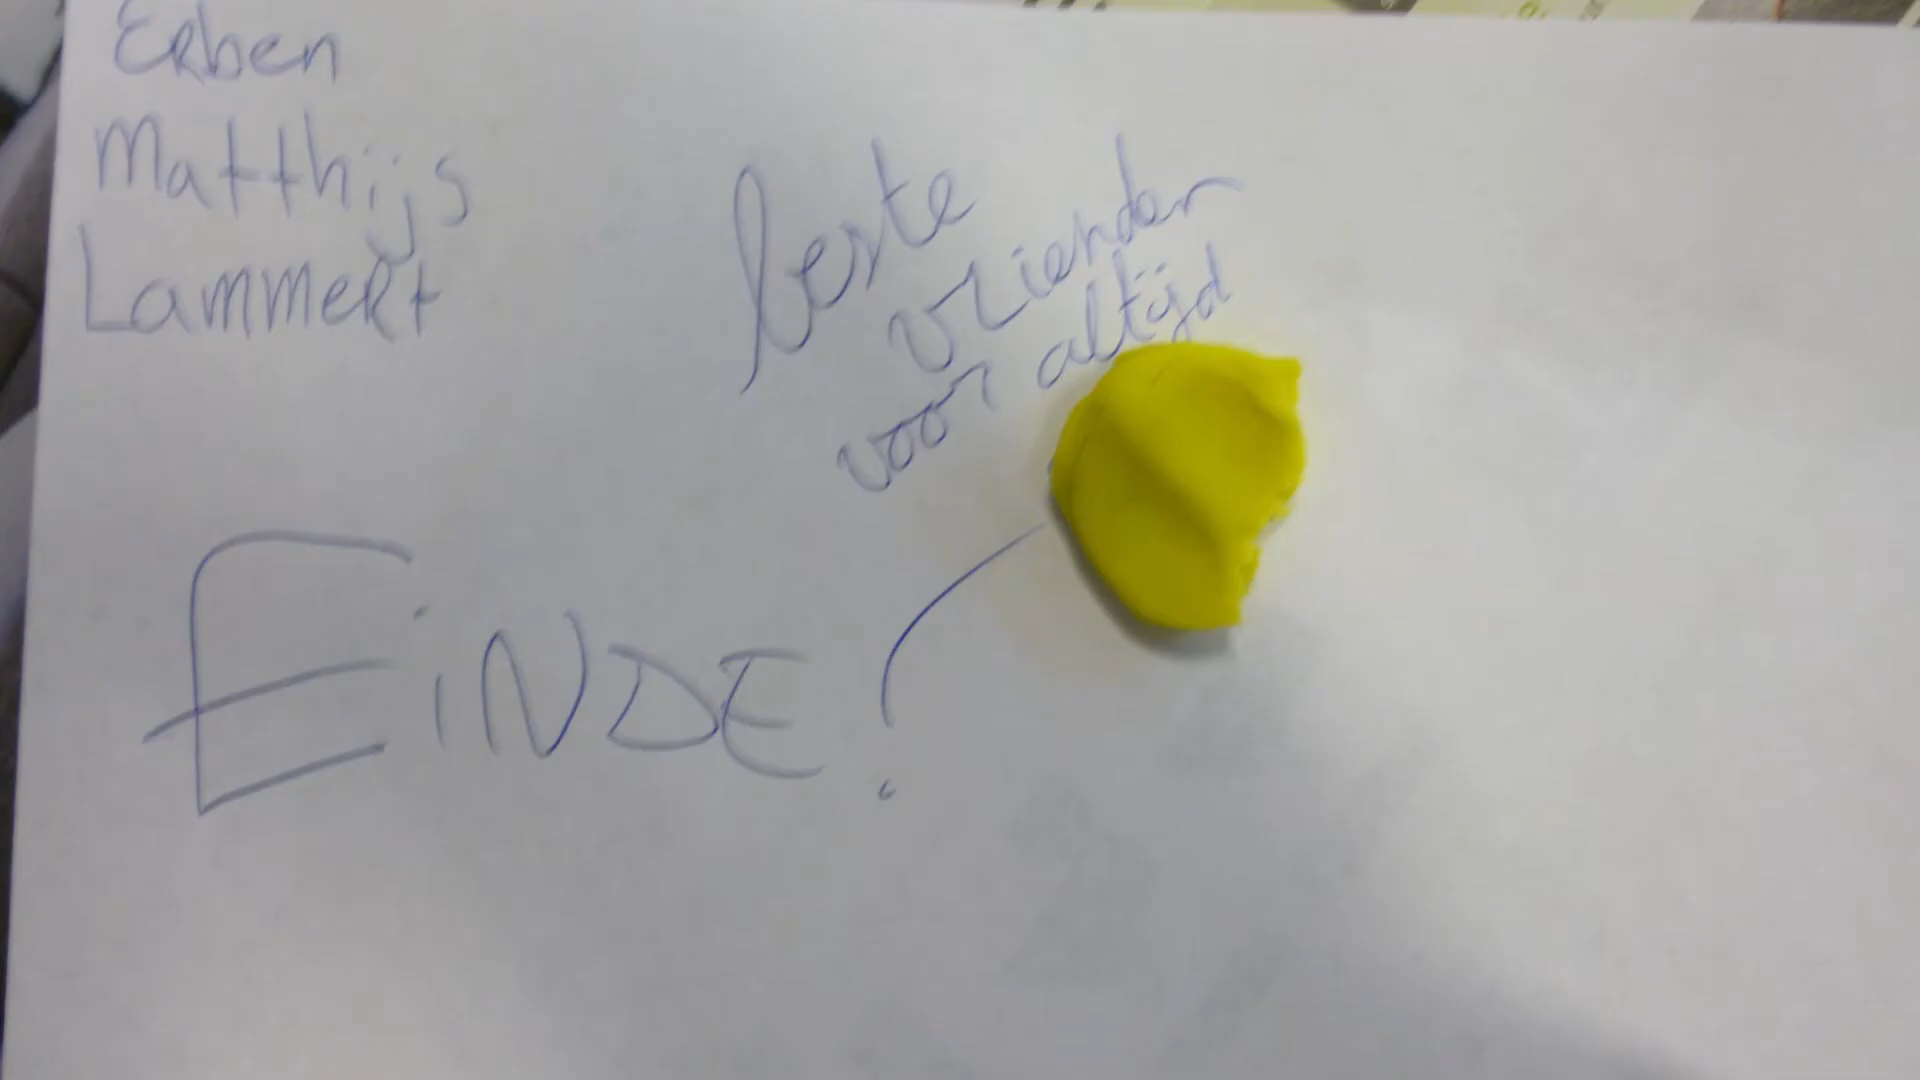 Erben
Matthijs
Lammert
beste
vrienden
voor altijd
EiNDE!